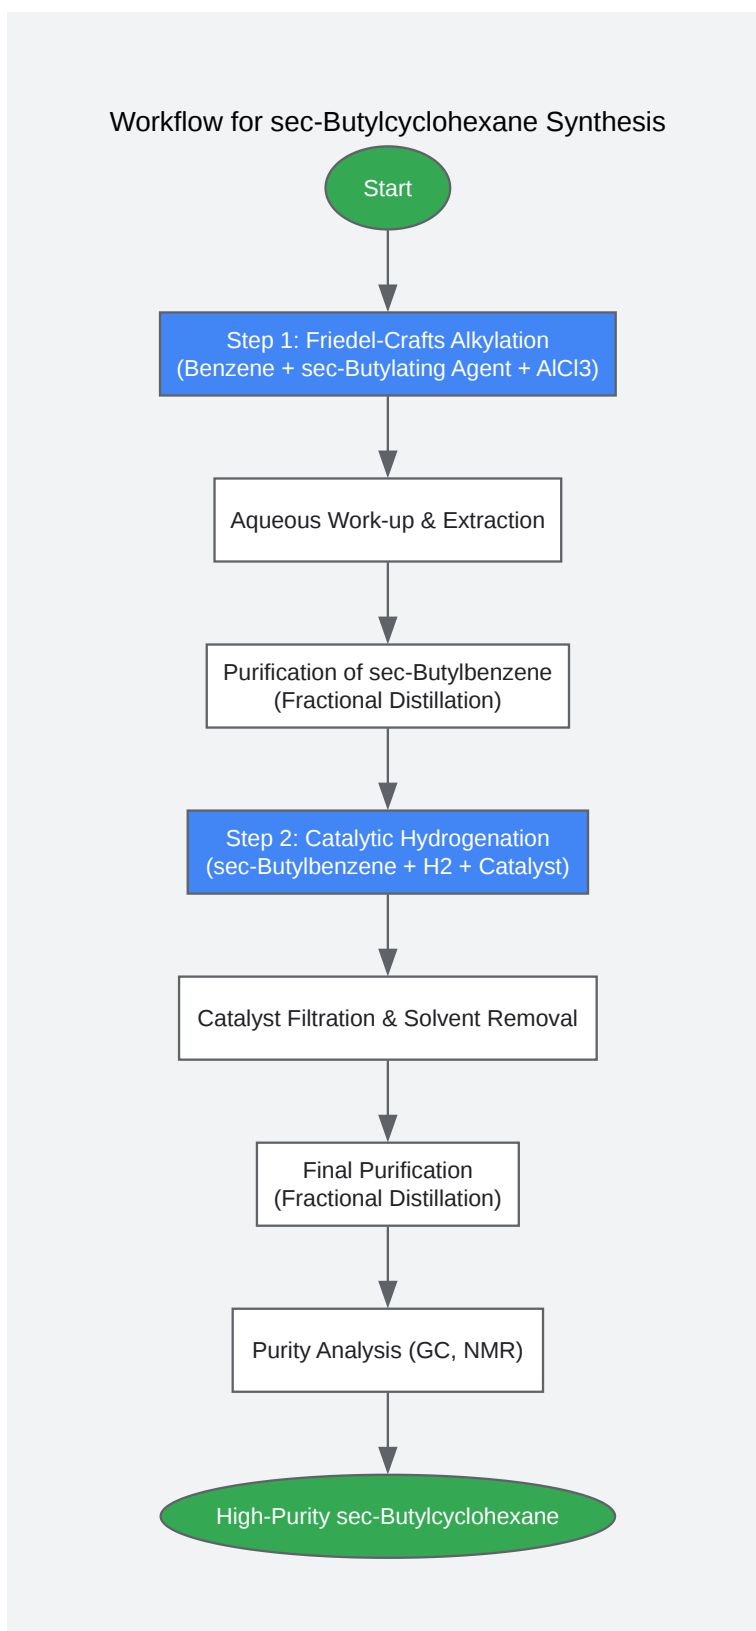 Workflow for sec-Butylcyclohexane Synthesis
Start
Step 1: Friedel-Crafts Alkylation
(Benzene + sec-Butylating Agent + AlCl3)
Aqueous Work-up & Extraction
Purification of sec-Butylbenzene
(Fractional Distillation)
Step 2: Catalytic Hydrogenation
(sec-Butylbenzene + H2 + Catalyst)
Catalyst Filtration & Solvent Removal
Final Purification
(Fractional Distillation)
Purity Analysis (GC, NMR)
High-Purity sec-Butylcyclohexane